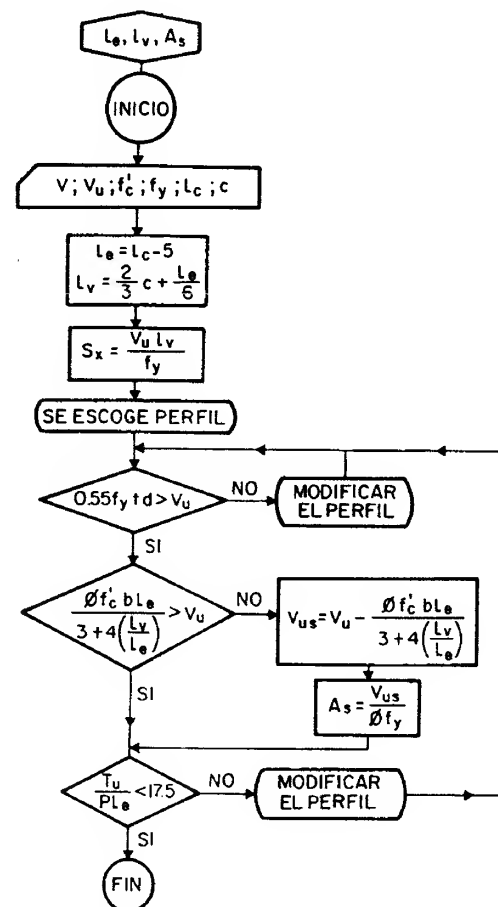 Le, Lv, As
INICIO
V; Vu; f'c; fy; Lc; c
Le = Lc-5
Lv = 2/3 c + Le/6
Sx = Vu Lv / fy
SE ESCOGE PERFIL
0.55 fy t d > Vu
NO
MODIFICAR
EL PERFIL
SI
Ø f'c b Le / 3 + 4 (Lv/Le) > Vu
NO
Vus = Vu - Ø f'c b Le / 3 + 4 (Lv/Le)
SI
As = Vus / Ø fy
Tu / PLe < 17.5
NO
MODIFICAR
EL PERFIL
SI
FIN